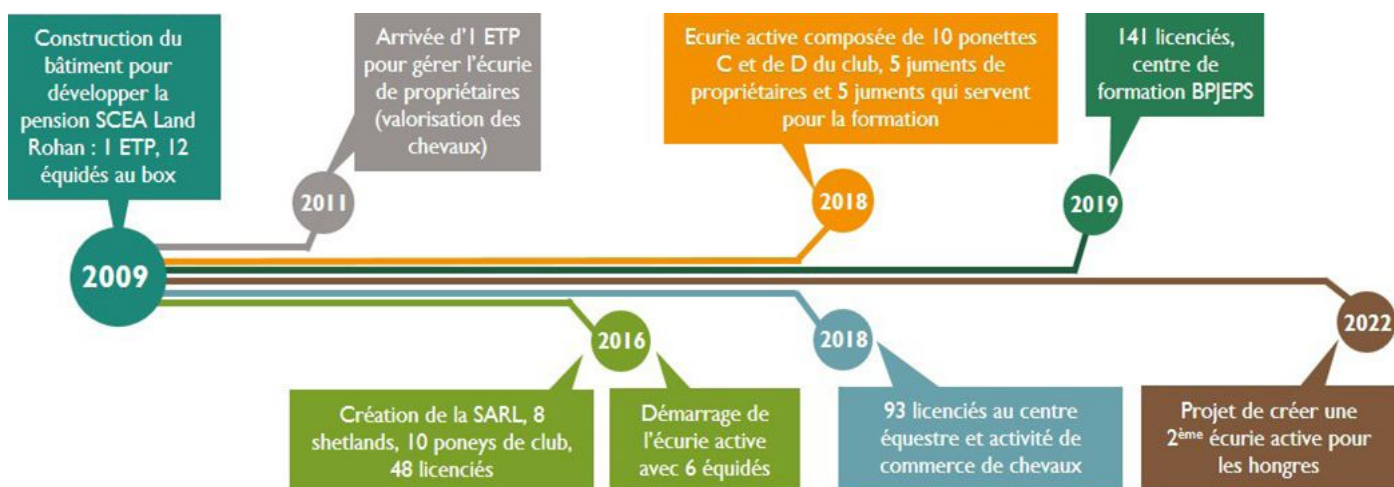 Construction du
bâtiment pour
développer la
pension SCEA Land
Rohan : 1 ETP, 12
équidés au box
2009
Arrivée d'1 ETP
pour gérer l'écurie
de propriétaires
(valorisation des
chevaux)
2011
Ecurie active composée de 10 ponettes
C et de D du club, 5 juments de
propriétaires et 5 juments qui servent
pour la formation
2018
141 licenciés,
centre de
formation BPJEPS
2019
2016
Création de la SARL, 8
shetlands, 10 poneys de club,
48 licenciés
Démarrage de
l'écurie active
avec 6 équidés
2018
93 licenciés au centre
équestre et activité de
commerce de chevaux
2022
Projet de créer une
2ème écurie active pour
les hongres